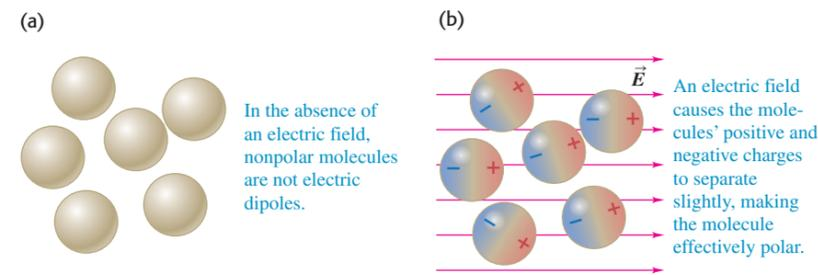 (a)
In the absence of
an electric field,
nonpolar molecules
are not electric
dipoles.
(b)
E
An electric field
causes the mole-
cules' positive and
negative charges
to separate
slightly, making
the molecule
effectively polar.